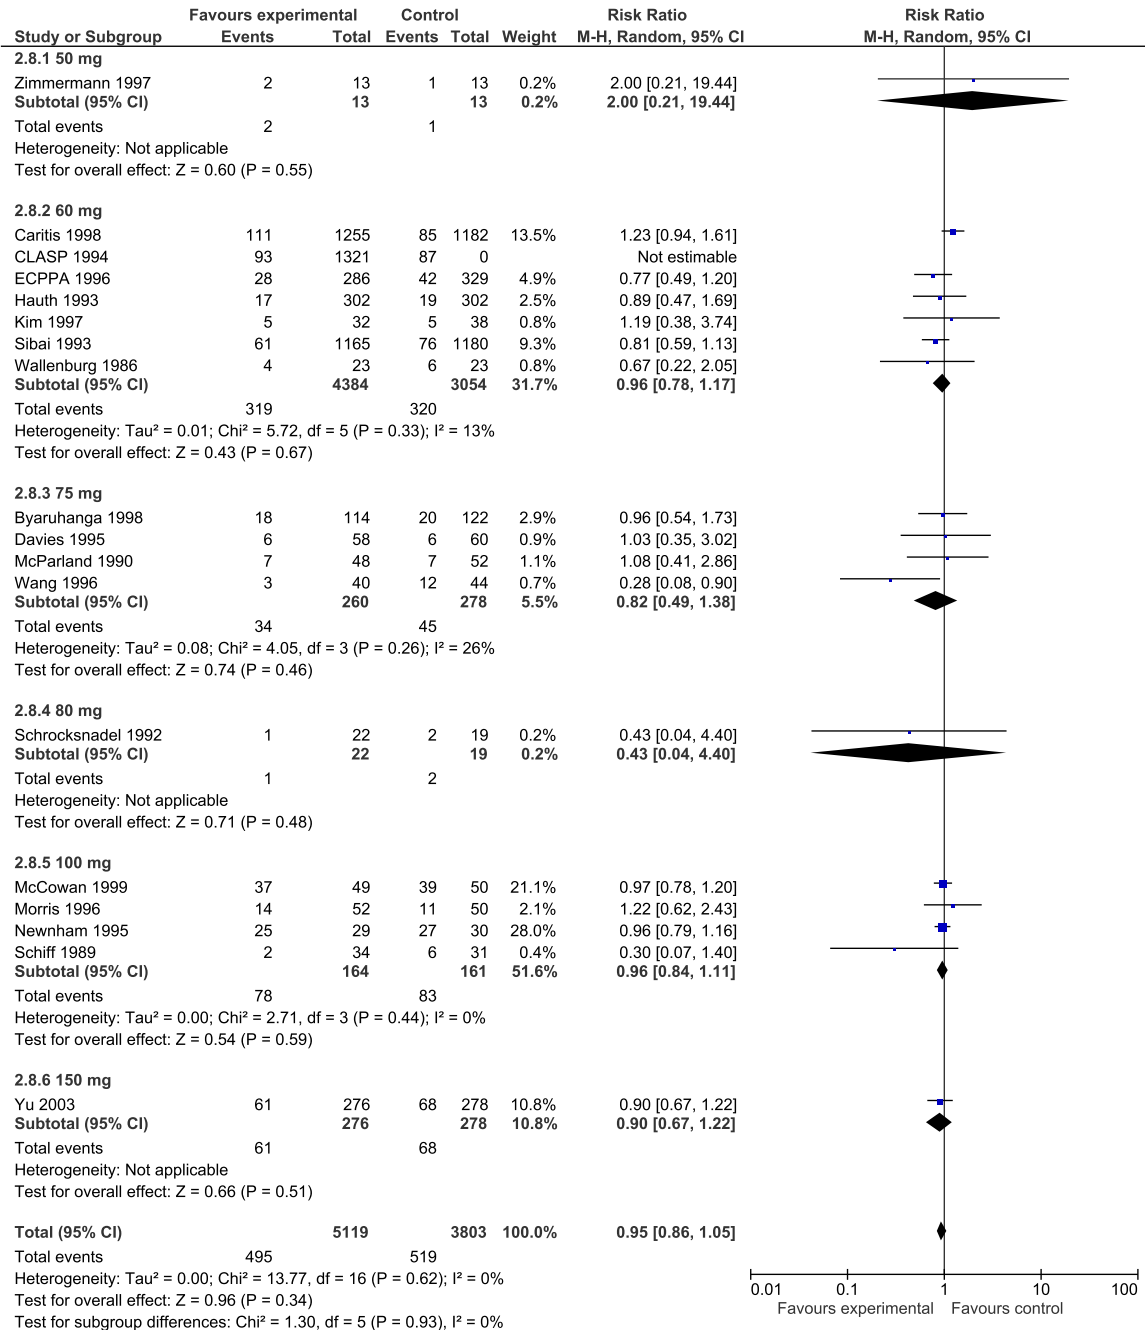 Favours experimental Control Risk Ratio Risk Ratio
Study or Subgroup Events Total Events Total Weight M-H, Random, 95% CI M-H, Random, 95% CI
2.8.1 50 mg
Zimmermann 1997 2 13 1 13 0.2% 2.00 [0.21, 19.44]
Subtotal (95% CI) 13 13 0.2% 2.00 [0.21, 19.44]
Total events 2 1
Heterogeneity: Not applicable
Test for overall effect: Z = 0.60 (P = 0.55)
2.8.2 60 mg
Caritis 1998 111 1255 85 1182 13.5% 1.23 [0.94, 1.61]
CLASP 1994 93 1321 87 0 Not estimable
ECPPA 1996 28 286 42 329 4.9% 0.77 [0.49, 1.20]
Hauth 1993 17 302 19 302 2.5% 0.89 [0.47, 1.69]
Kim 1997 5 32 5 38 0.8% 1.19 [0.38, 3.74]
Sibai 1993 61 1165 76 1180 9.3% 0.81 [0.59, 1.13]
Wallenburg 1986 4 23 6 23 0.8% 0.67 [0.22, 2.05]
Subtotal (95% CI) 4384 3054 31.7% 0.96 [0.78, 1.17]
Total events 319 320
Heterogeneity: Tau² = 0.01; Chi² = 5.72, df = 5 (P = 0.33); I² = 13%
Test for overall effect: Z = 0.43 (P = 0.67)
2.8.3 75 mg
Byaruhanga 1998 18 114 20 122 2.9% 0.96 [0.54, 1.73]
Davies 1995 6 58 6 60 0.9% 1.03 [0.35, 3.02]
McParland 1990 7 48 7 52 1.1% 1.08 [0.41, 2.86]
Wang 1996 3 40 12 44 0.7% 0.28 [0.08, 0.90]
Subtotal (95% CI) 260 278 5.5% 0.82 [0.49, 1.38]
Total events 34 45
Heterogeneity: Tau² = 0.08; Chi² = 4.05, df = 3 (P = 0.26); I² = 26%
Test for overall effect: Z = 0.74 (P = 0.46)
2.8.4 80 mg
Schrocksnadel 1992 1 22 2 19 0.2% 0.43 [0.04, 4.40]
Subtotal (95% CI) 22 19 0.2% 0.43 [0.04, 4.40]
Total events 1 2
Heterogeneity: Not applicable
Test for overall effect: Z = 0.71 (P = 0.48)
2.8.5 100 mg
McCowan 1999 37 49 39 50 21.1% 0.97 [0.78, 1.20]
Morris 1996 14 52 11 50 2.1% 1.22 [0.62, 2.43]
Newnham 1995 25 29 27 30 28.0% 0.96 [0.79, 1.16]
Schiff 1989 2 34 6 31 0.4% 0.30 [0.07, 1.40]
Subtotal (95% CI) 164 161 51.6% 0.96 [0.84, 1.11]
Total events 78 83
Heterogeneity: Tau² = 0.00; Chi² = 2.71, df = 3 (P = 0.44); I² = 0%
Test for overall effect: Z = 0.54 (P = 0.59)
2.8.6 150 mg
Yu 2003 61 276 68 278 10.8% 0.90 [0.67, 1.22]
Subtotal (95% CI) 276 278 10.8% 0.90 [0.67, 1.22]
Total events 61 68
Heterogeneity: Not applicable
Test for overall effect: Z = 0.66 (P = 0.51)
Total (95% CI) 5119 3803 100.0% 0.95 [0.86, 1.05]
Total events 495 519
Heterogeneity: Tau² = 0.00; Chi² = 13.77, df = 16 (P = 0.62); I² = 0%
Test for overall effect: Z = 0.96 (P = 0.34)
Test for subgroup differences: Chi² = 1.30, df = 5 (P = 0.93), I² = 0%
0.01 0.1 1 10 100
Favours experimental Favours control